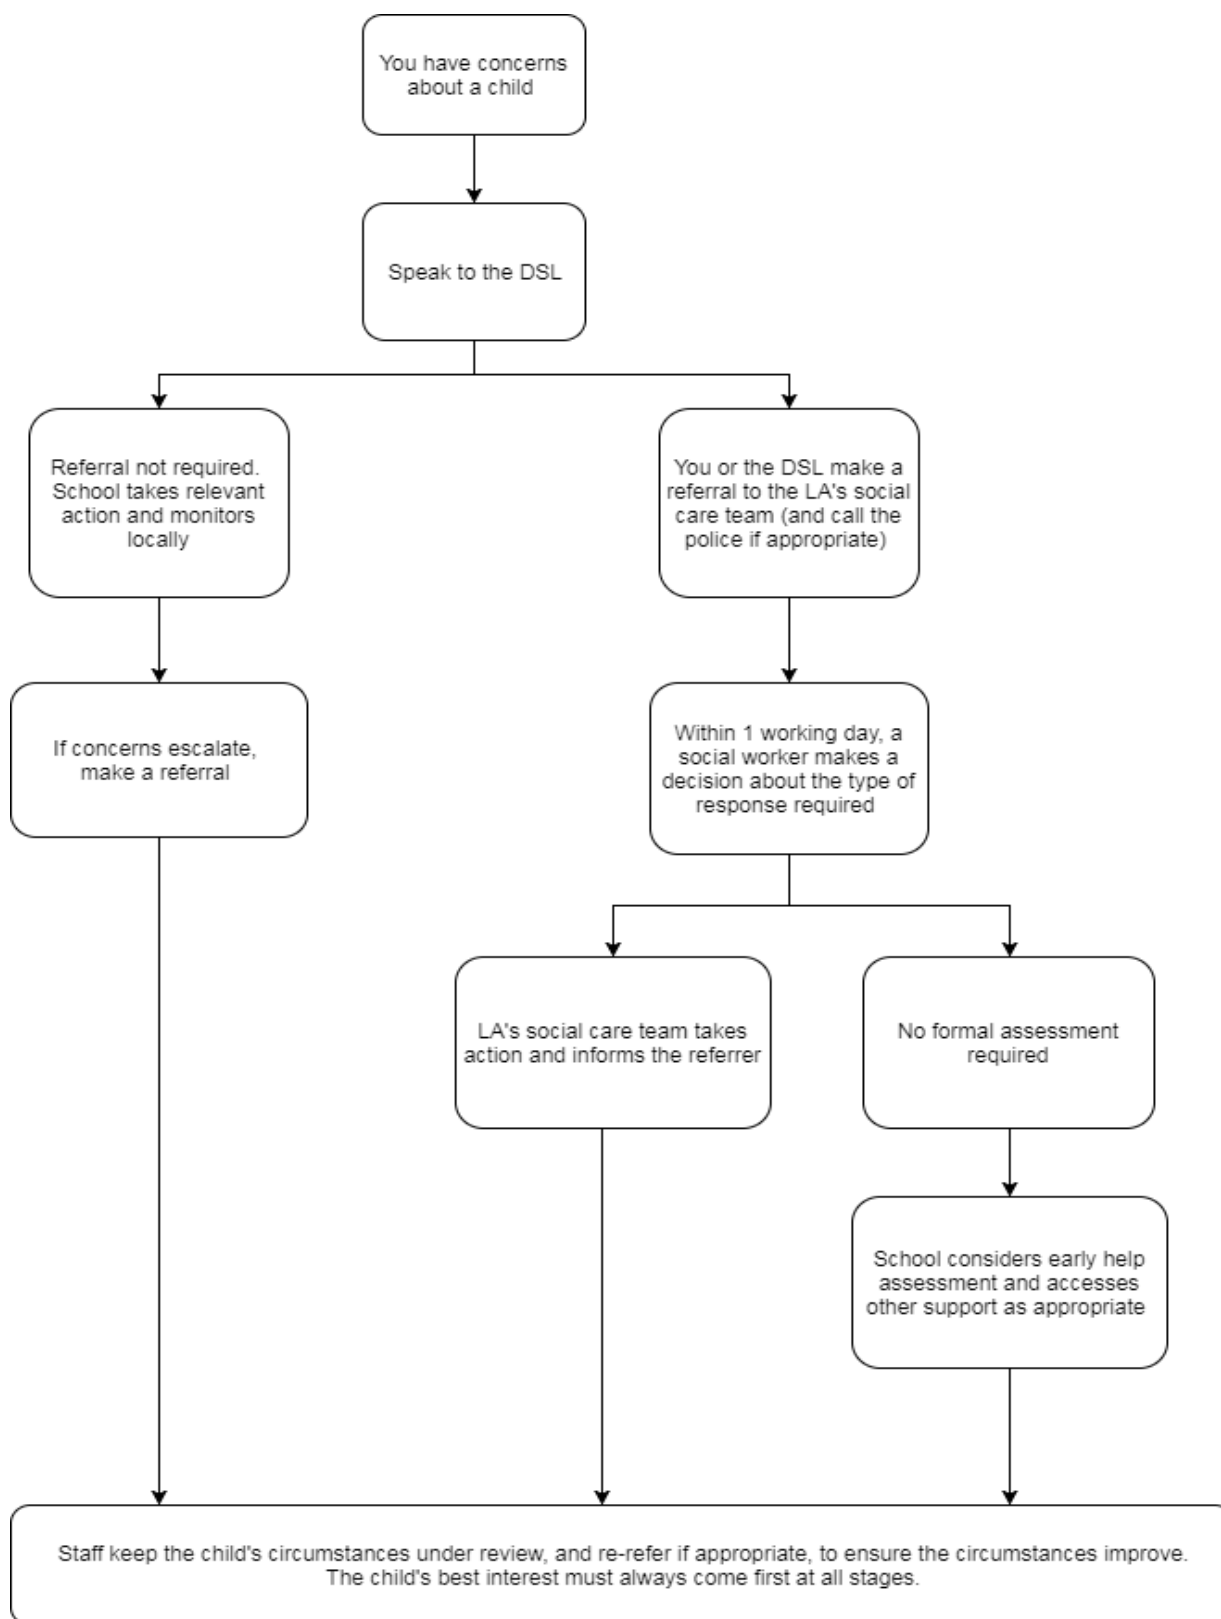 You have concerns
about a child
Speak to the DSL
Referral not required.
School takes relevant
action and monitors
locally
You or the DSL make a
referral to the LA's social
care team (and call the
police if appropriate)
If concerns escalate,
make a referral
Within 1 working day, a
social worker makes a
decision about the type of
response required
LA's social care team takes
action and informs the referrer
No formal assessment
required
School considers early help
assessment and accesses
other support as appropriate
Staff keep the child's circumstances under review, and re-refer if appropriate, to ensure the circumstances improve.
The child's best interest must always come first at all stages.